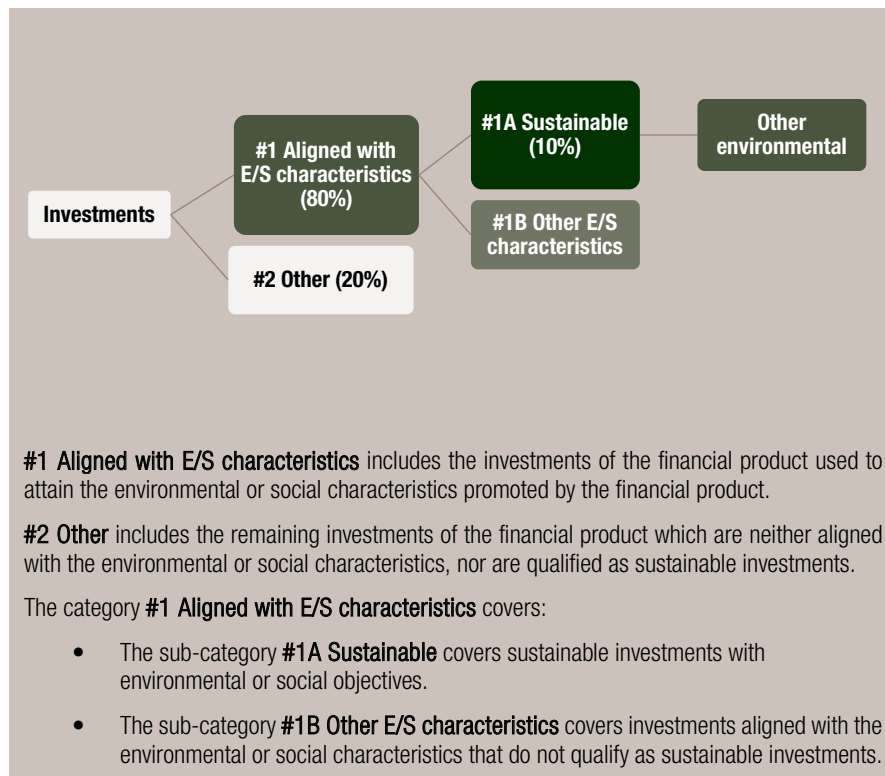 Investments
#1 Aligned with
E/S characteristics
(80%)
#2 Other (20%)
#1A Sustainable
(10%)
#1B Other E/S
characteristics
Other
environmental
#1 Aligned with E/S characteristics includes the investments of the financial product used to
attain the environmental or social characteristics promoted by the financial product.
#2 Other includes the remaining investments of the financial product which are neither aligned
with the environmental or social characteristics, nor are qualified as sustainable investments.
The category #1 Aligned with E/S characteristics covers:
• The sub-category #1A Sustainable covers sustainable investments with
environmental or social objectives.
• The sub-category #1B Other E/S characteristics covers investments aligned with the
environmental or social characteristics that do not qualify as sustainable investments.